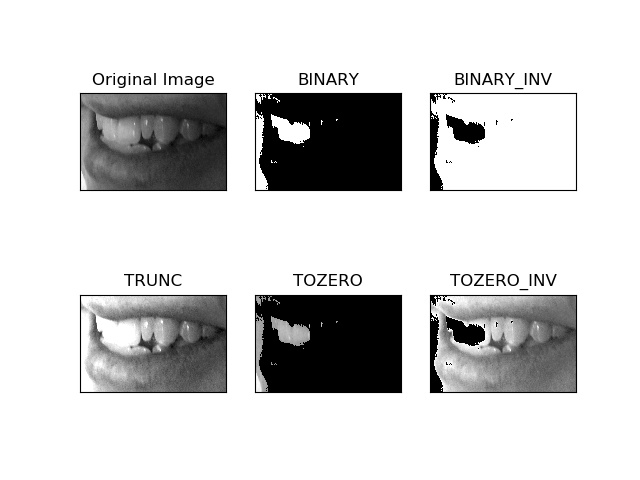 Original Image
BINARY
BINARY_INV
TRUNC
TOZERO
TOZERO_INV